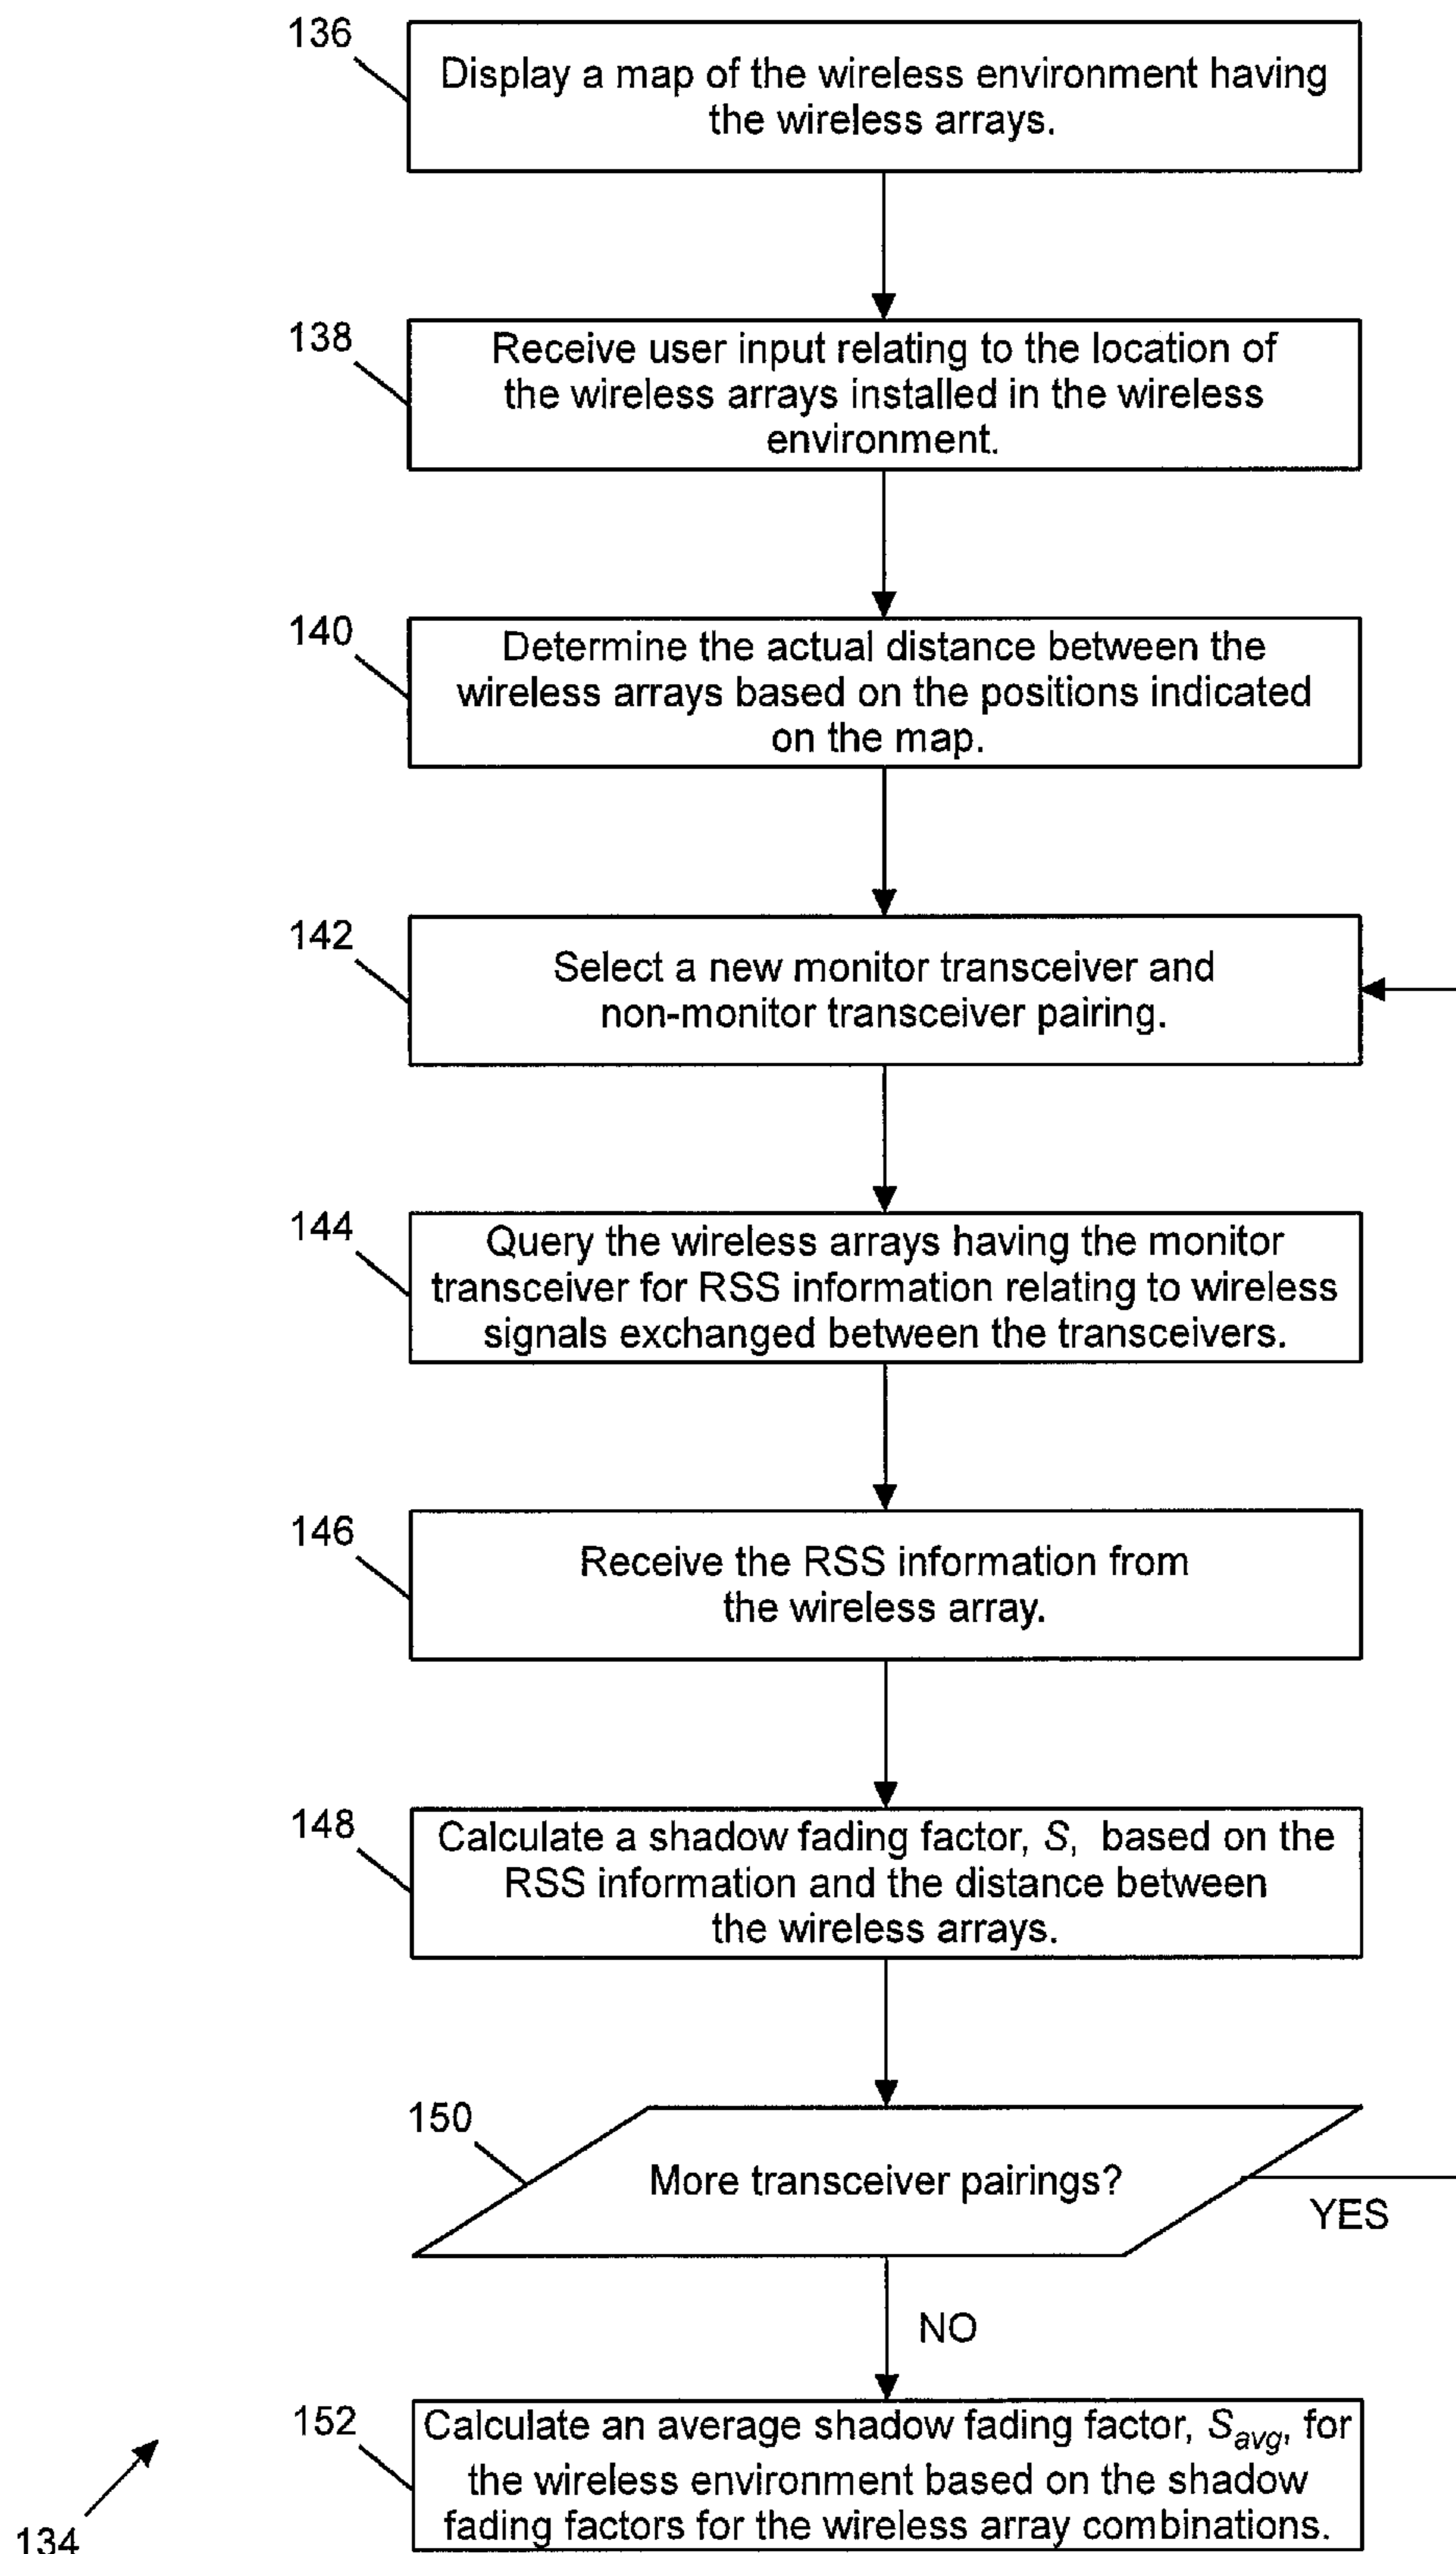 136
Display a map of the wireless environment having
the wireless arrays.
138
Receive user input relating to the location of
the wireless arrays installed in the wireless
environment.
140
Determine the actual distance between the
wireless arrays based on the positions indicated
on the map.
142
Select a new monitor transceiver and
non-monitor transceiver pairing.
144
Query the wireless arrays having the monitor
transceiver for RSS information relating to wireless
signals exchanged between the transceivers.
146
Receive the RSS information from
the wireless array.
148
Calculate a shadow fading factor, S, based on the
RSS information and the distance between
the wireless arrays.
150
More transceiver pairings?
YES
NO
152
Calculate an average shadow fading factor, Savg, for
the wireless environment based on the shadow
fading factors for the wireless array combinations.
134